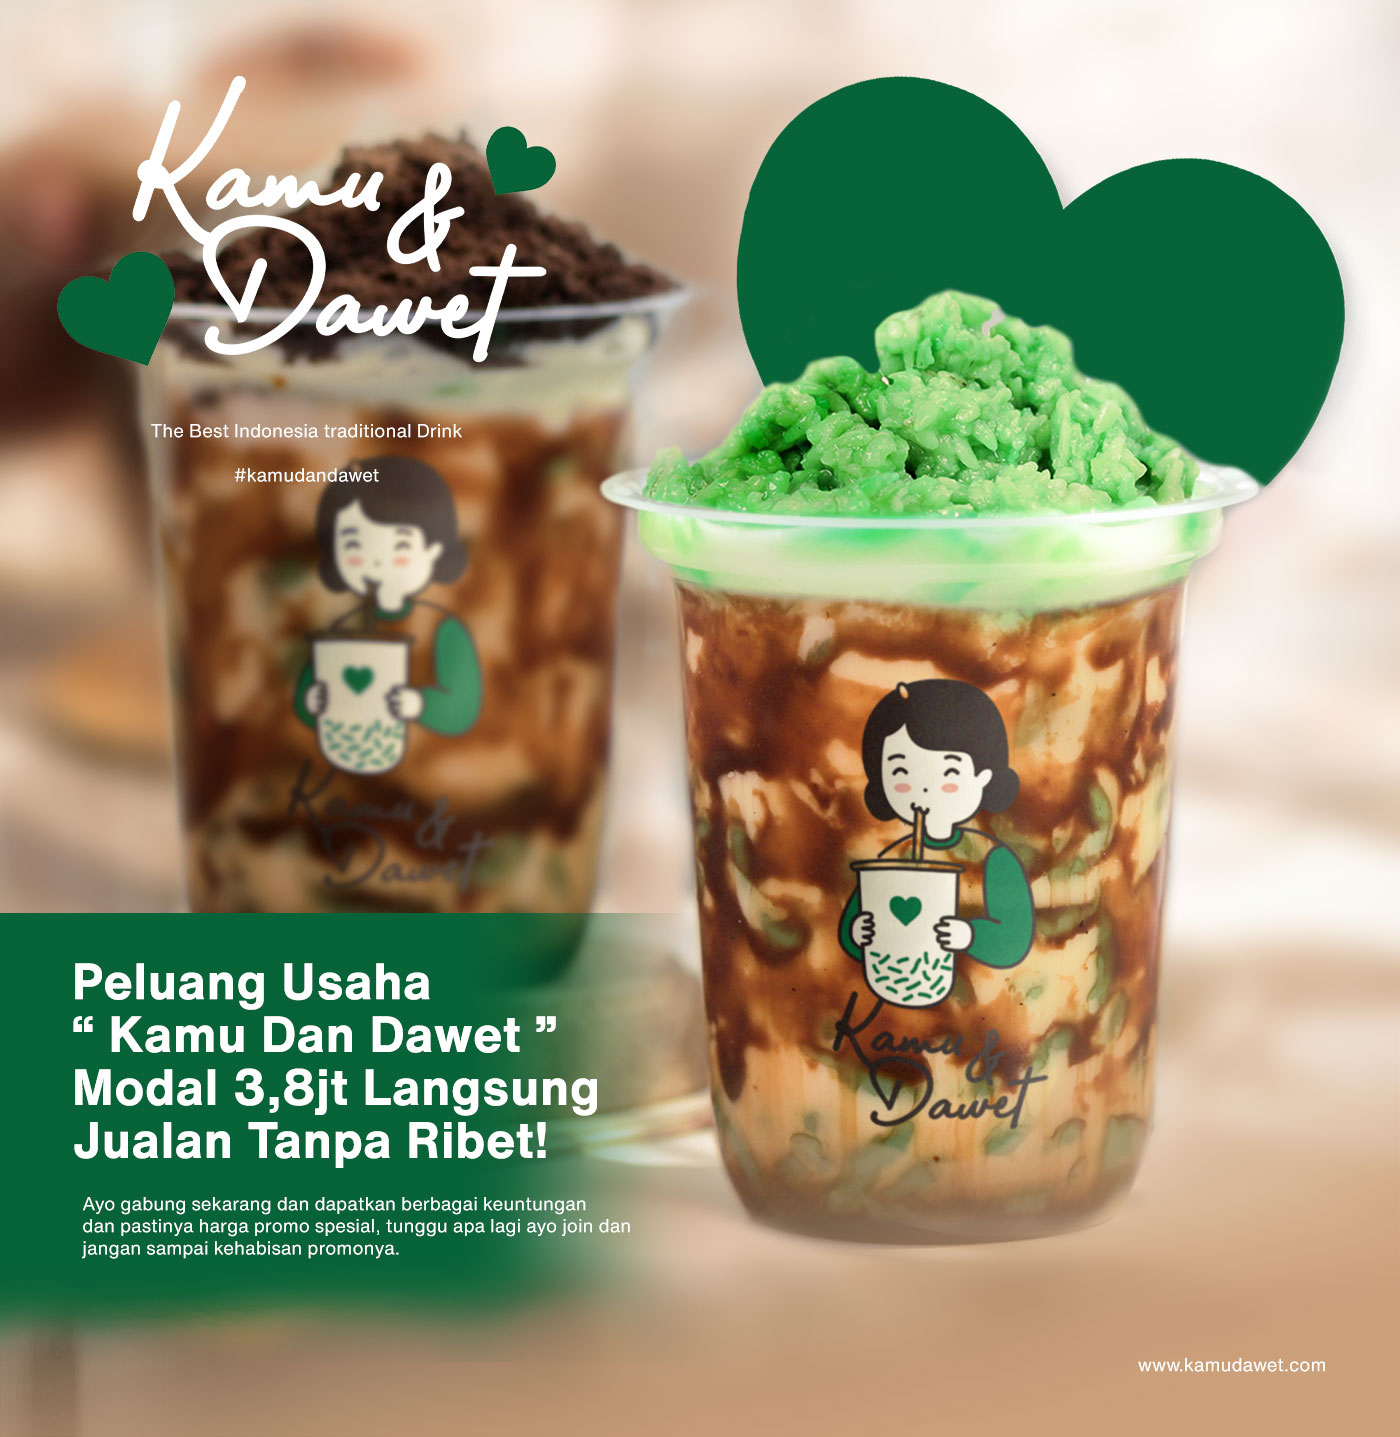 Kamu &
Dawet
The Best Indonesia traditional Drink
#kamudandawet
Kamu &
Dawet
Kamu &
Dawet
Peluang Usaha
“ Kamu Dan Dawet ”
Modal 3,8jt Langsung
Jualan Tanpa Ribet!
Ayo gabung sekarang dan dapatkan berbagai keuntungan
dan pastinya harga promo spesial, tunggu apa lagi ayo join dan
jangan sampai kehabisan promonya.
www.kamudawet.com